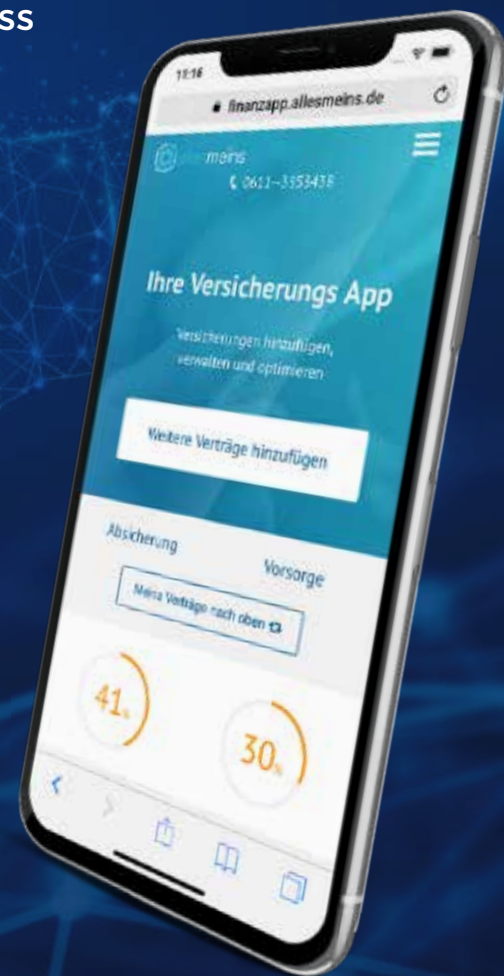 ss
11:16
finanzapp.allesmeins.de
meins
0611-3353438
Ihre Versicherungs App
Versicherungen hinzufügen,
verwalten und optimieren
Weitere Verträge hinzufügen
Absicherung
Vorsorge
Meine Verträge nach oben
41%
30%